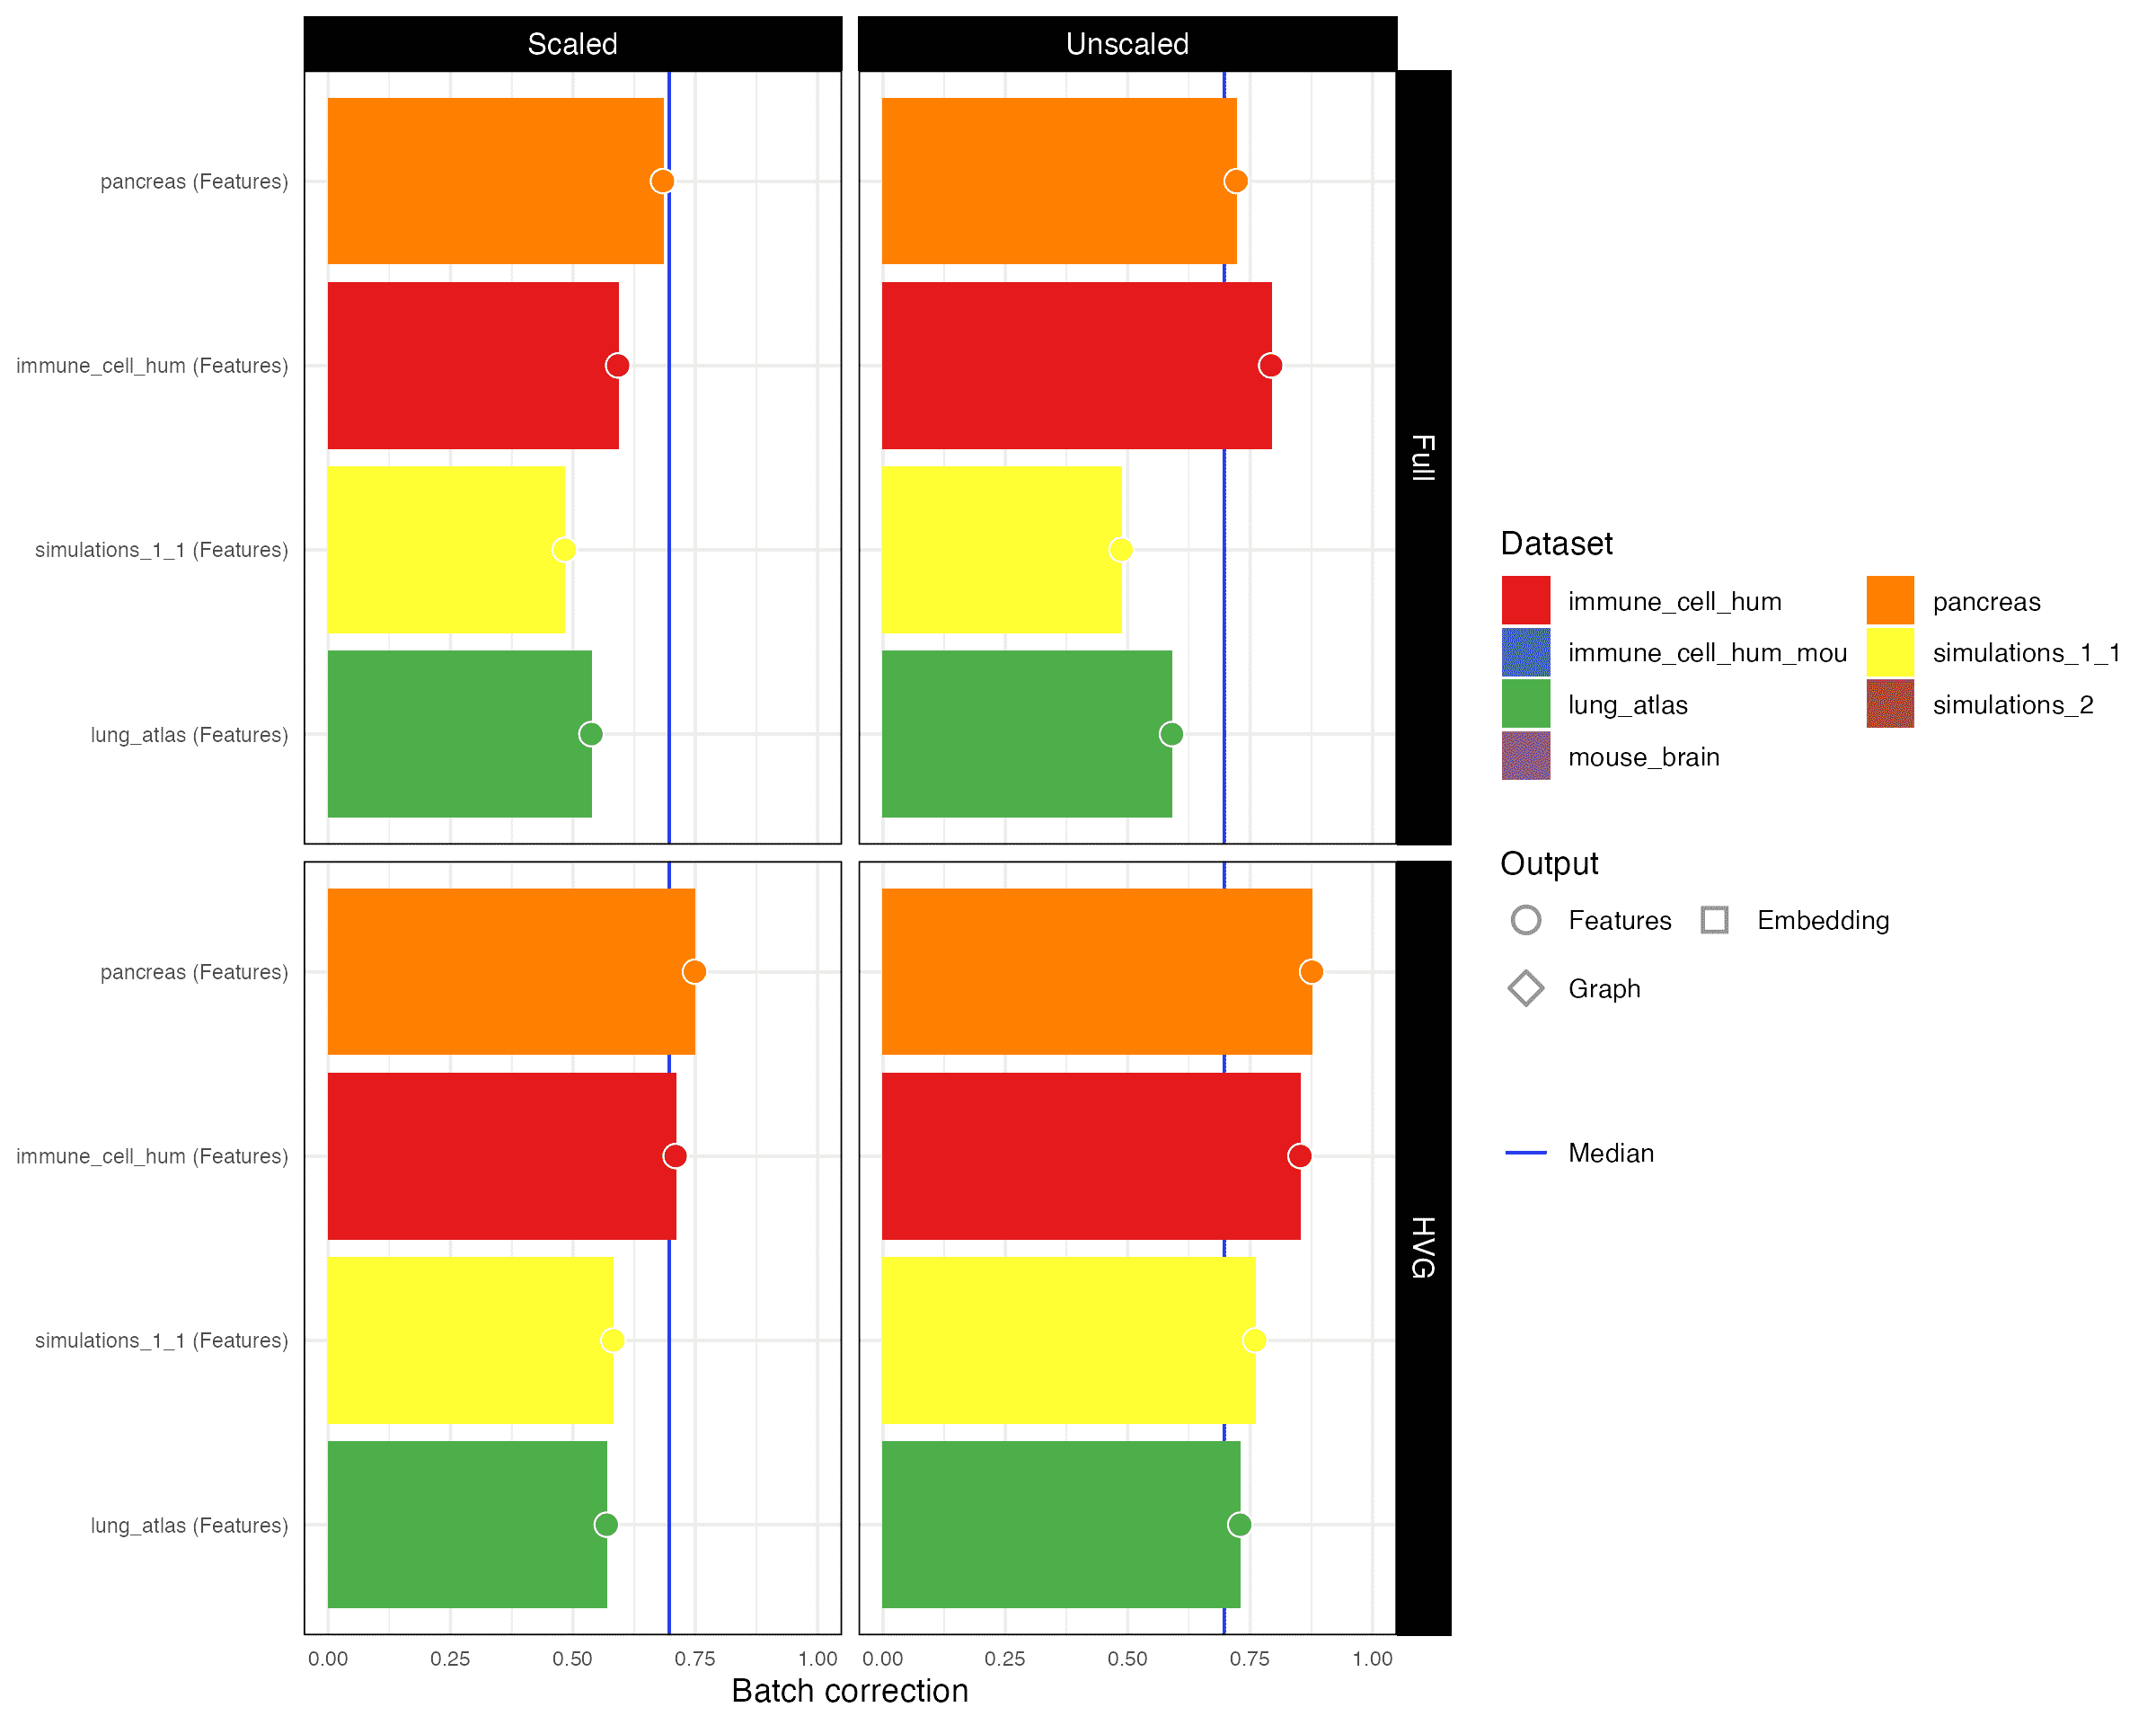 Scaled
Unscaled
pancreas (Features)
immune_cell_hum (Features)
simulations_1_1 (Features)
lung_atlas (Features)
Full
pancreas (Features)
immune_cell_hum (Features)
simulations_1_1 (Features)
lung_atlas (Features)
HVG
0.00 0.25 0.50 0.75 1.00 0.00 0.25 0.50 0.75 1.00
Batch correction
Dataset
immune_cell_hum pancreas
immune_cell_hum_mou simulations_1_1
lung_atlas simulations_2
mouse_brain
Output
Features Embedding
Graph
Median